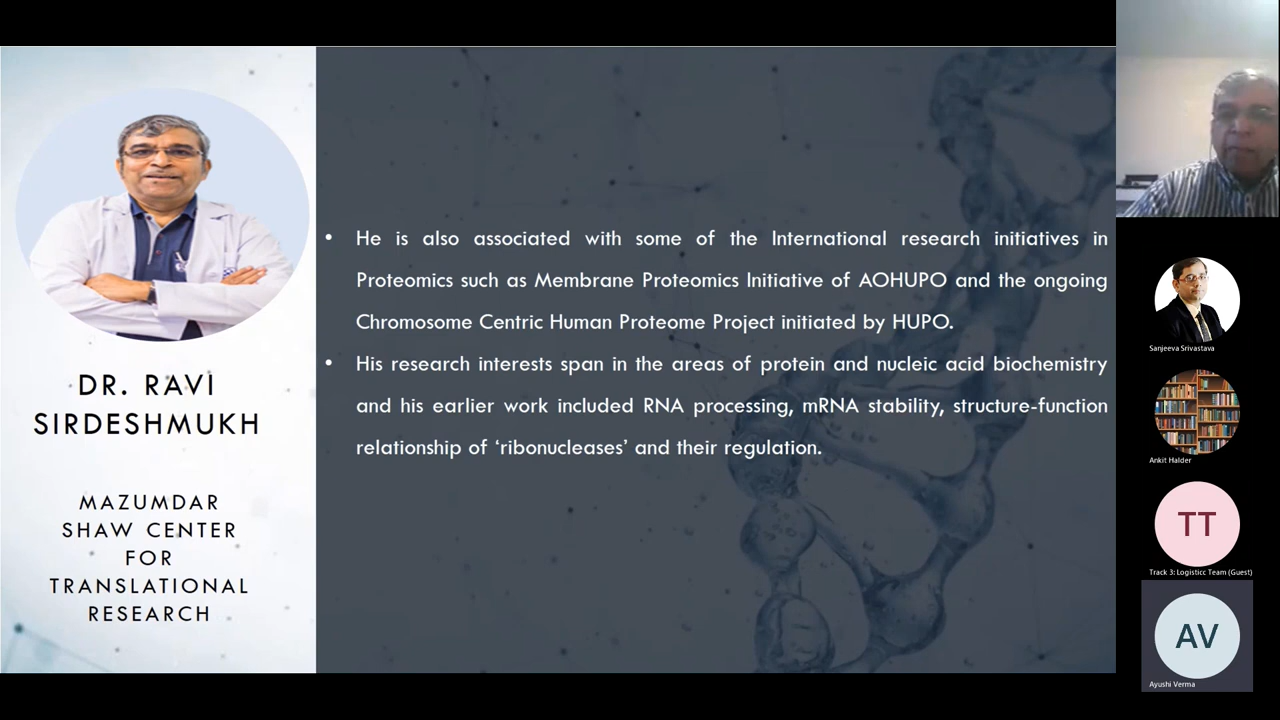 DR. RAVI
SIRDESHMUKH
MAZUMDAR
SHAW CENTER
FOR
TRANSLATIONAL
RESEARCH
• He is also associated with some of the International research initiatives in
Proteomics such as Membrane Proteomics Initiative of AOHUPO and the ongoing
Chromosome Centric Human Proteome Project initiated by HUPO.
• His research interests span in the areas of protein and nucleic acid biochemistry
and his earlier work included RNA processing, mRNA stability, structure-function
relationship of ‘ribonucleases’ and their regulation.
Sanjeeva Srivastava
Ankit Halder
TT
Track 3: Logisticc Team (Guest)
AV
Ayushi Verma